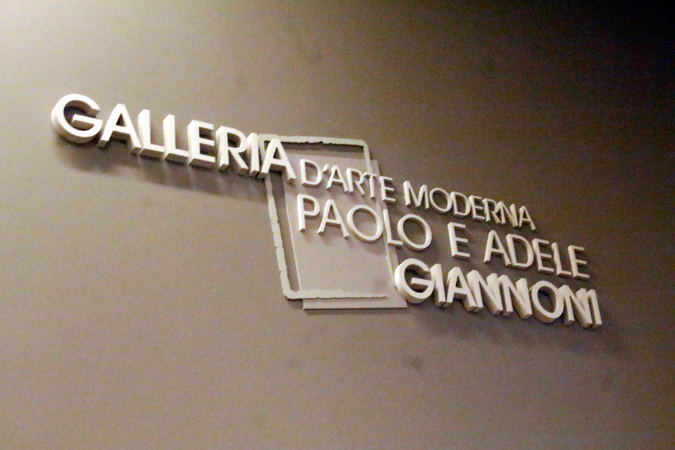 GALLERIA
D'ARTE MODERNA
PAOLO E ADELE
GIANNONI